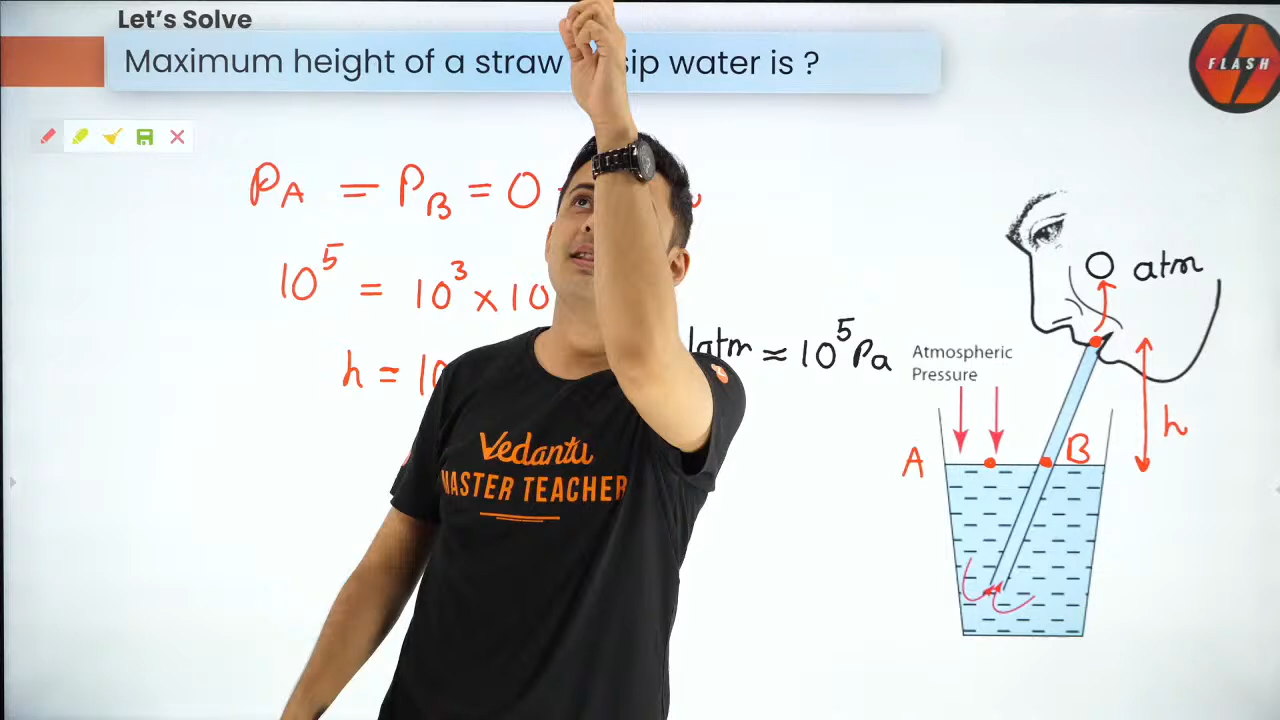 Let's Solve
Maximum height of a straw sip water is ?
FLASH
P_A = P_B = 0
10^5 = 10^3 × 10
h = 10
1atm ≈ 10^5 Pa
0 atm
Atmospheric
Pressure
h
A
B
Vedantu
MASTER TEACHER